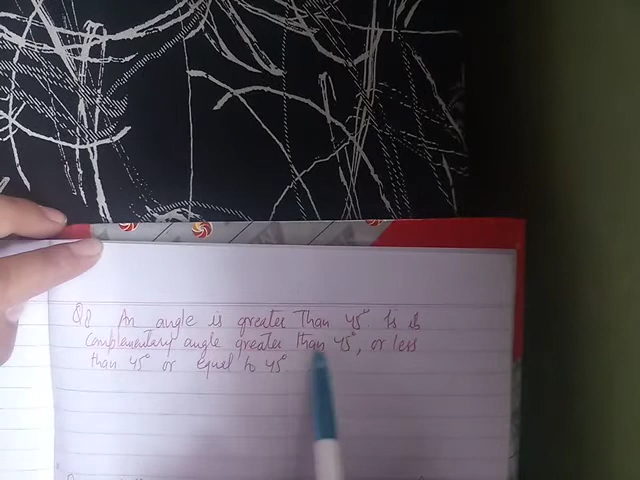 Q8 An angle is greater Than 45°. Is its
Complementary angle greater than 45°, or less
than 45° or equal to 45°.